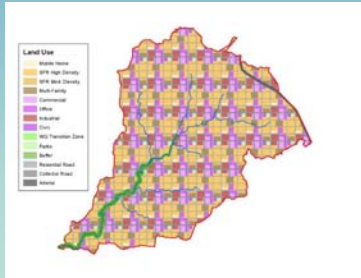 Land Use
Mobile Home
SFR High Density
SFR Med Density
Multi-Family
Commercial
Office
Industrial
Civic
WQ Transition Zone
Parks
Buffer
Residential Road
Collector Road
Arterial